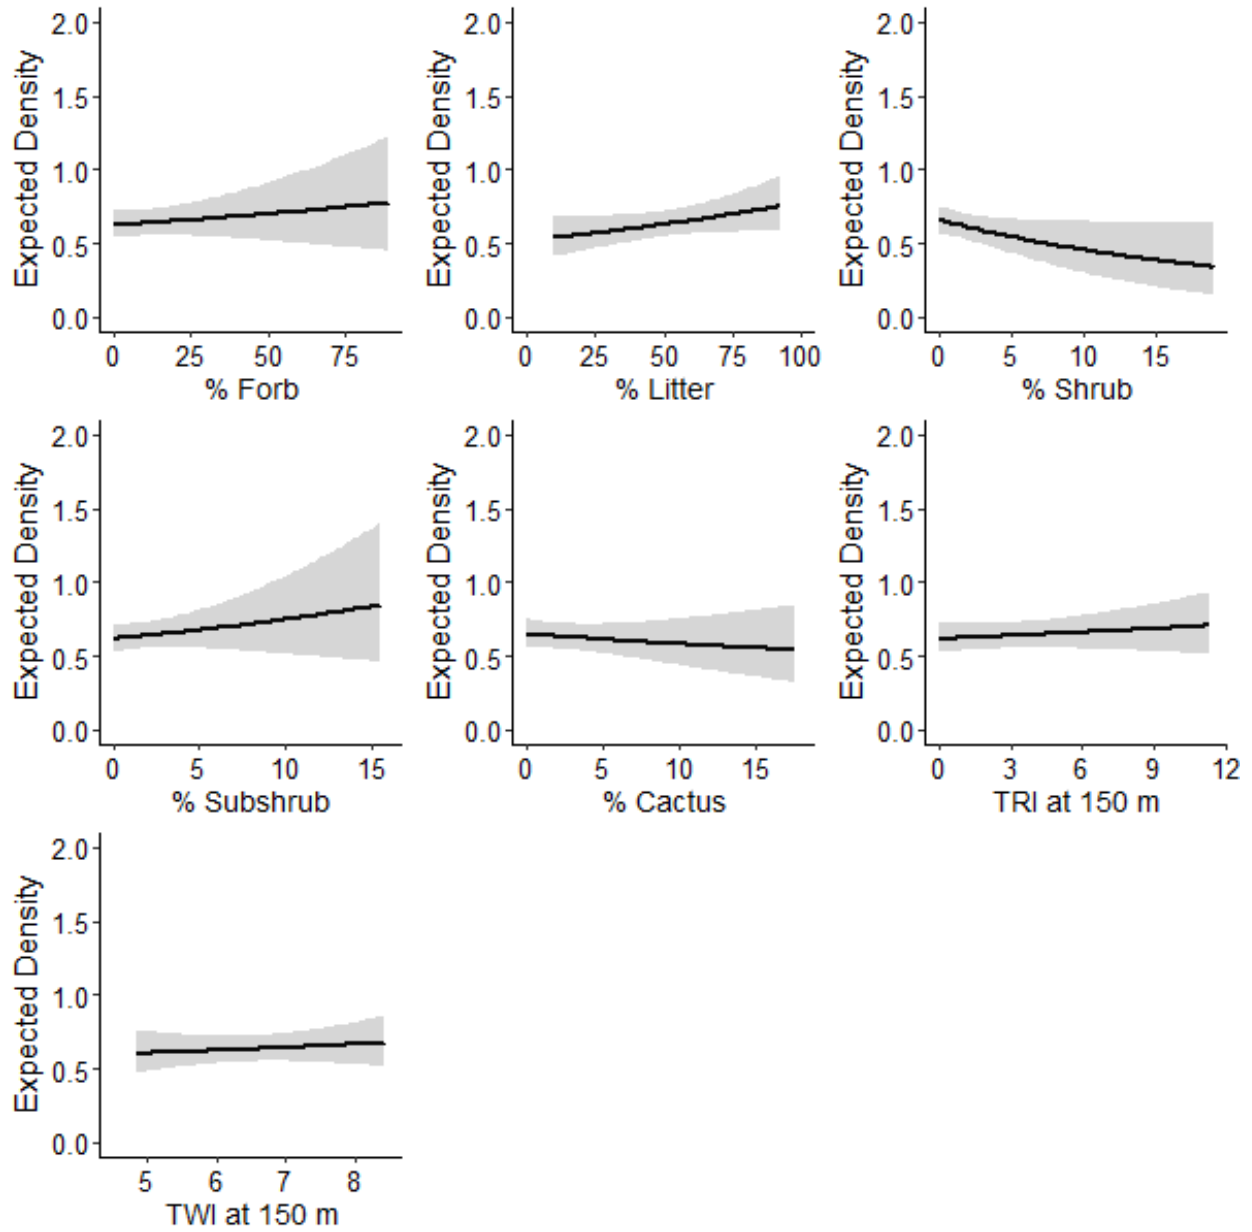 2.0
1.5
1.0
0.5
0.0
Expected Density
0 25 50 75
% Forb
2.0
1.5
1.0
0.5
0.0
Expected Density
0 25 50 75 100
% Litter
2.0
1.5
1.0
0.5
0.0
Expected Density
0 5 10 15
% Shrub
2.0
1.5
1.0
0.5
0.0
Expected Density
0 5 10 15
% Subshrub
2.0
1.5
1.0
0.5
0.0
Expected Density
0 5 10 15
% Cactus
2.0
1.5
1.0
0.5
0.0
Expected Density
0 3 6 9 12
TRI at 150 m
2.0
1.5
1.0
0.5
0.0
Expected Density
5 6 7 8
TWI at 150 m